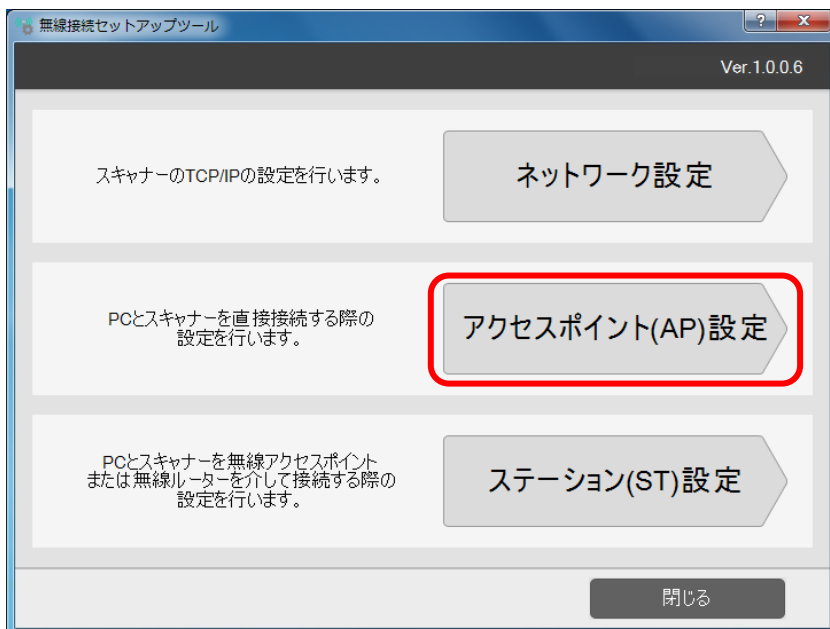 無線接続セットアップツール
Ver.1.0.0.6
スキャナーのTCP/IPの設定を行います。
ネットワーク設定
PCとスキャナーを直接接続する際の
設定を行います。
アクセスポイント(AP)設定
PCとスキャナーを無線アクセスポイント
または無線ルーターを介して接続する際の
設定を行います。
ステーション(ST)設定
閉じる